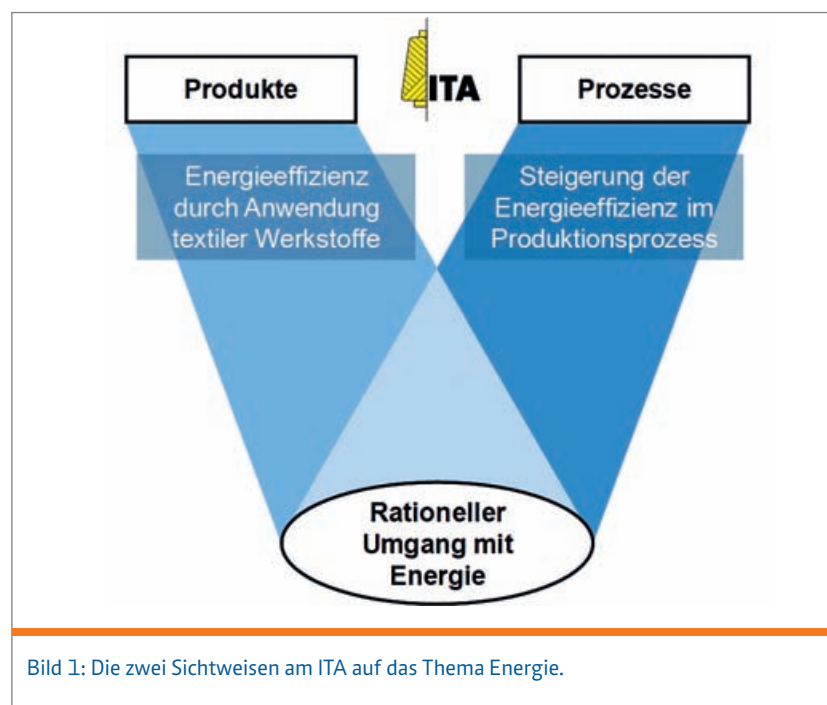 Produkte
ITA
Prozesse
Energieeffizienz
durch Anwendung
textiler Werkstoffe
Steigerung der
Energieeffizienz im
Produktionsprozess
Rationeller
Umgang mit
Energie
Bild 1: Die zwei Sichtweisen am ITA auf das Thema Energie.